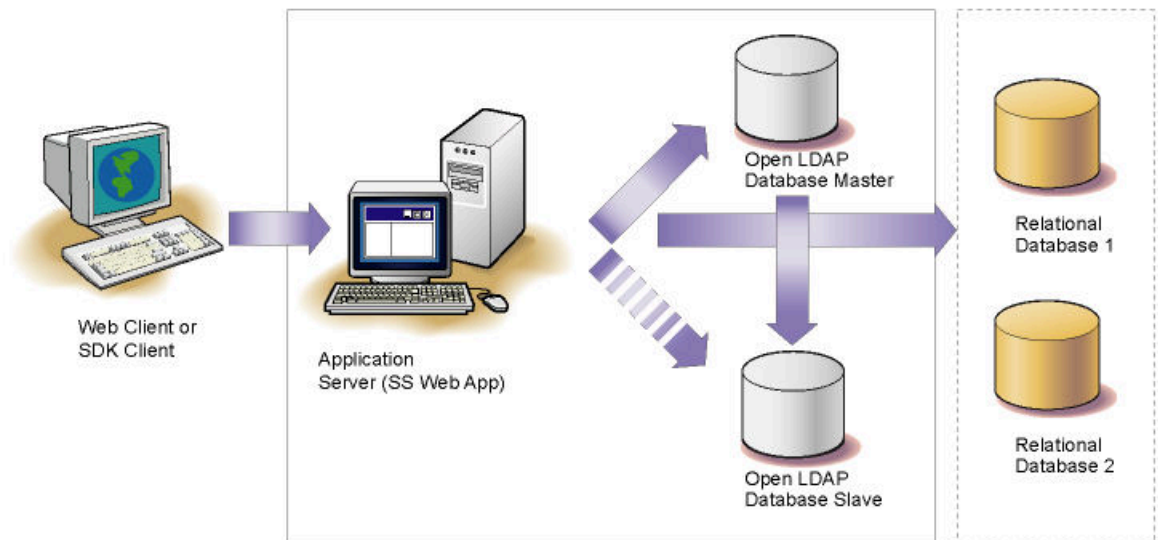 Web Client or
SDK Client
Application
Server (SS Web App)
Open LDAP
Database Master
Open LDAP
Database Slave
Relational
Database 1
Relational
Database 2